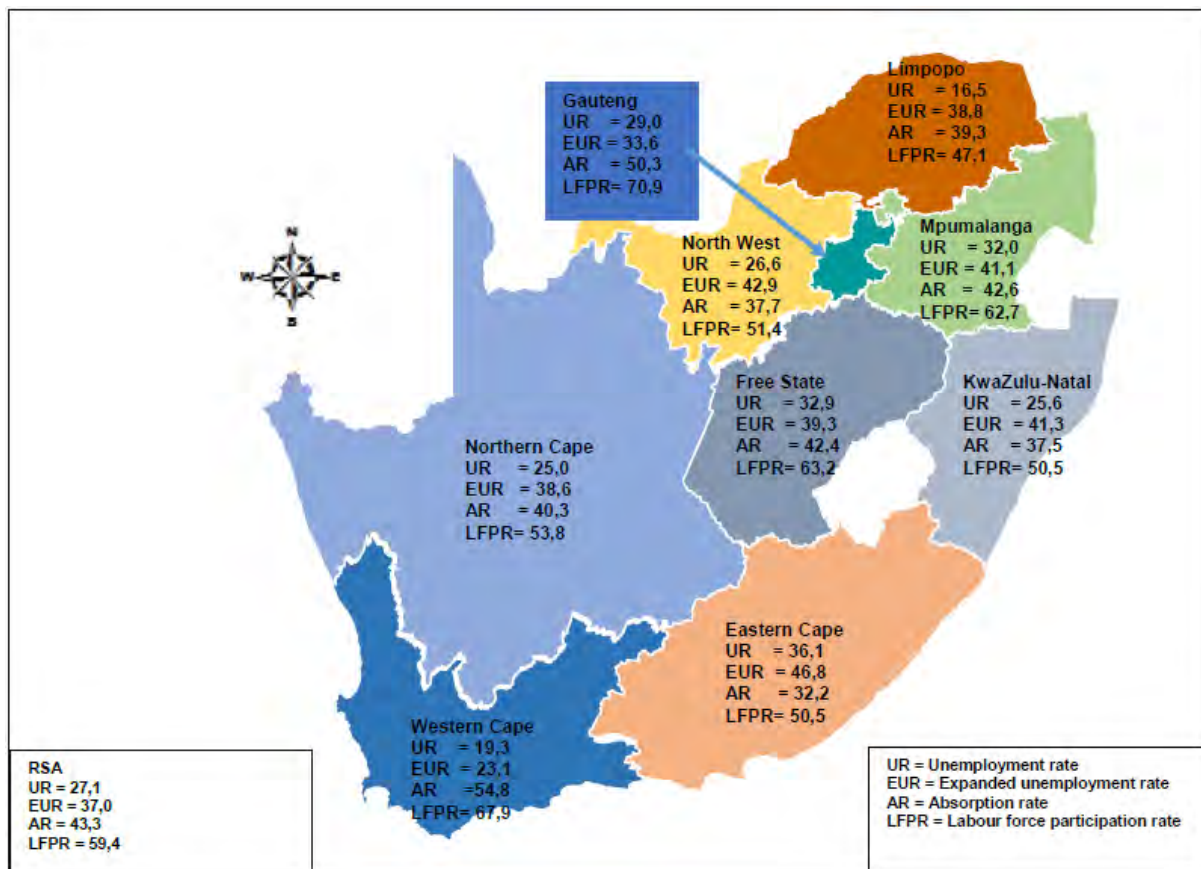 Limpopo
UR = 16,5
EUR = 38,8
AR = 39,3
LFPR= 47,1
Gauteng
UR = 29,0
EUR = 33,6
AR = 50,3
LFPR= 70,9
Mpumalanga
UR = 32,0
EUR = 41,1
AR = 42,6
LFPR= 62,7
North West
UR = 26,6
EUR = 42,9
AR = 37,7
LFPR= 51,4
N
W
E
S
Free State
UR = 32,9
EUR = 39,3
AR = 42,4
LFPR= 63,2
KwaZulu-Natal
UR = 25,6
EUR = 41,3
AR = 37,5
LFPR= 50,5
Northern Cape
UR = 25,0
EUR = 38,6
AR = 40,3
LFPR= 53,8
Eastern Cape
UR = 36,1
EUR = 46,8
AR = 32,2
LFPR= 50,5
Western Cape
UR = 19,3
EUR = 23,1
AR =54,8
LFPR= 67,9
RSA
UR = 27,1
EUR = 37,0
AR = 43,3
LFPR = 59,4
UR = Unemployment rate
EUR = Expanded unemployment rate
AR = Absorption rate
LFPR = Labour force participation rate